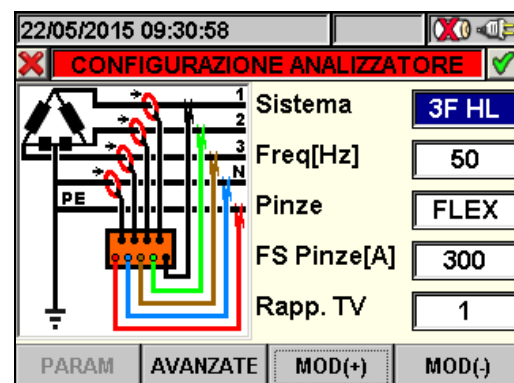 22/05/2015 09:30:58
CONFIGURAZIONE ANALIZZATORE
1
2
3
N
PE
Sistema 3F HL
Freq[Hz] 50
Pinze FLEX
FS Pinze[A] 300
Rapp. TV 1
PARAM AVANZATE MOD(+) MOD(-)